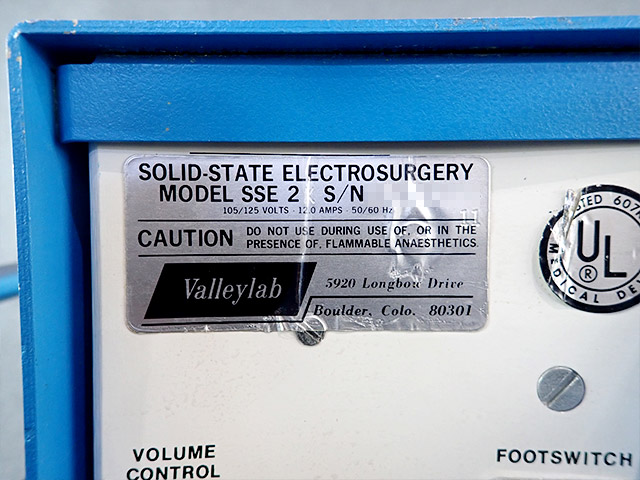 SOLID-STATE ELECTROSURGERY
MODEL SSE 2 S/N
105/125 VOLTS - 12.0 AMPS - 50/60 Hz
11
CAUTION DO NOT USE DURING USE OF, OR IN THE
PRESENCE OF, FLAMMABLE ANAESTHETICS.
Valleylab
5920 Longbow Drive
Boulder, Colo. 80301
UL
®
MEDICAL
VOLUME
CONTROL
FOOTSWITCH